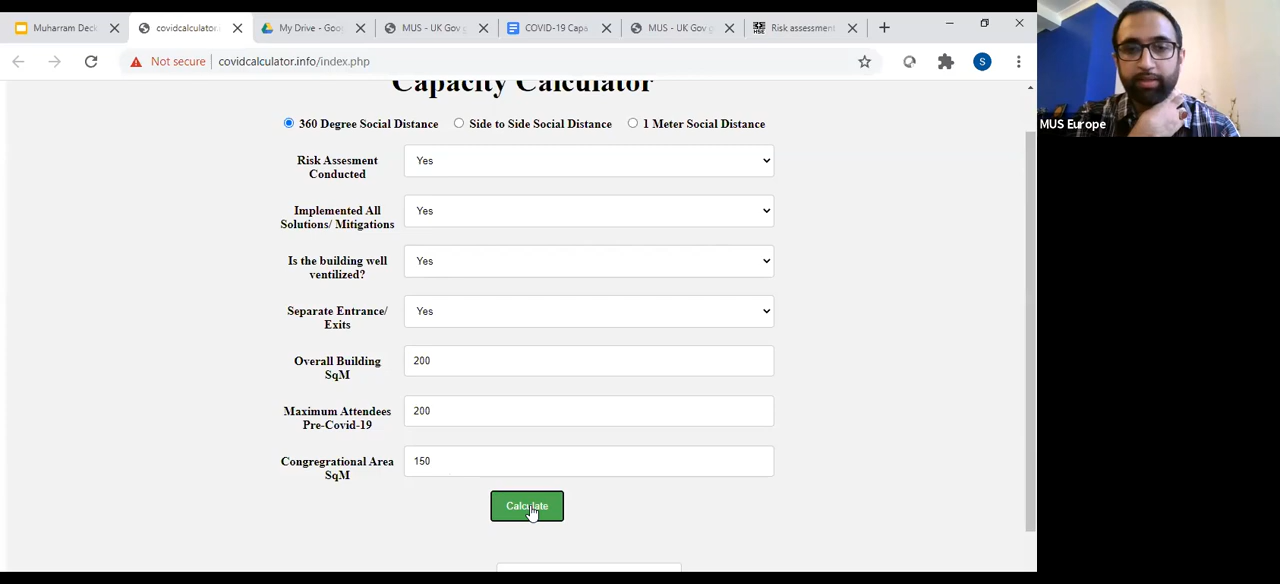 Muharram Deck
covidcalculator.
My Drive - Goo
MUS - UK Gov
COVID-19 Capa
MUS - UK Gov
HSE
Risk assessment
Not secure
covidcalculator.info/index.php
S
MUS Europe
Capacity Calculator
360 Degree Social Distance
Side to Side Social Distance
1 Meter Social Distance
Risk Assesment
Conducted
Yes
Implemented All
Solutions/ Mitigations
Yes
Is the building well
ventilized?
Yes
Separate Entrance/
Exits
Yes
Overall Building
SqM
200
Maximum Attendees
Pre-Covid-19
200
Congregrational Area
SqM
150
Calculate